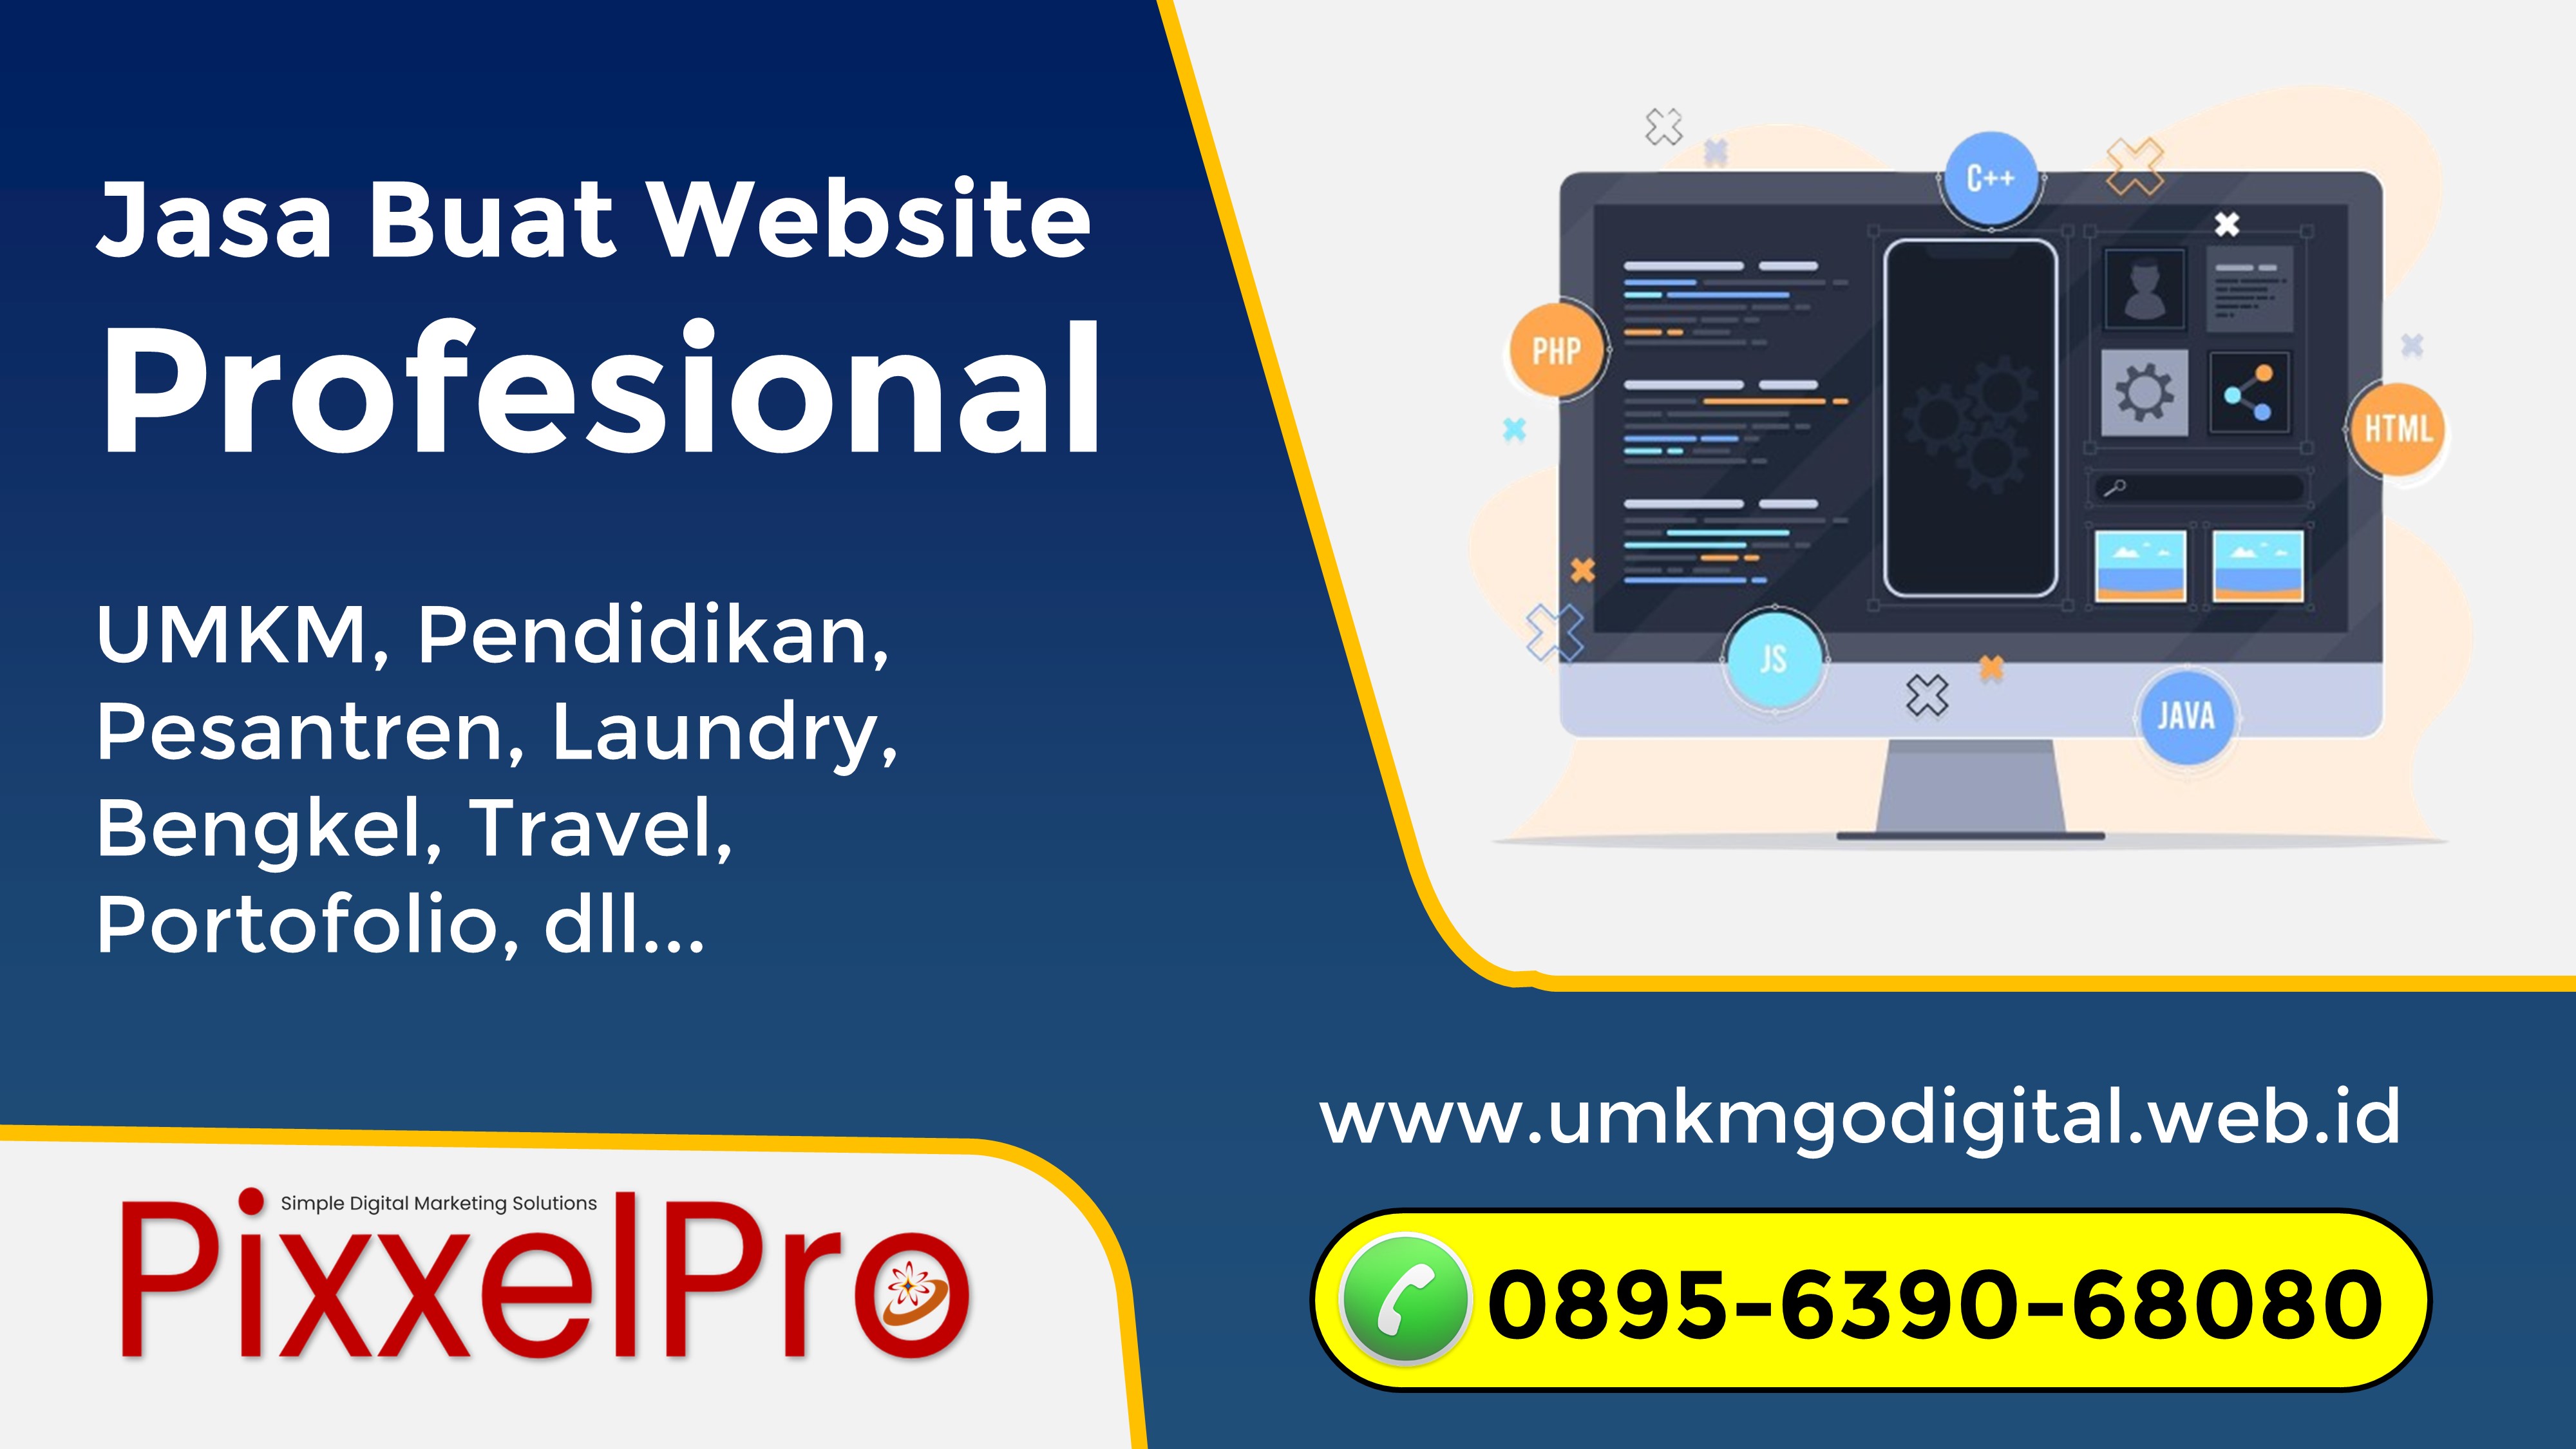 Jasa Buat Website
Profesional
UMKM, Pendidikan,
Pesantren, Laundry,
Bengkel, Travel,
Portofolio, dll...
C++
PHP
HTML
JS
JAVA
www.umkmgodigital.web.id
0895-6390-68080
Simple Digital Marketing Solutions
PixxelPro